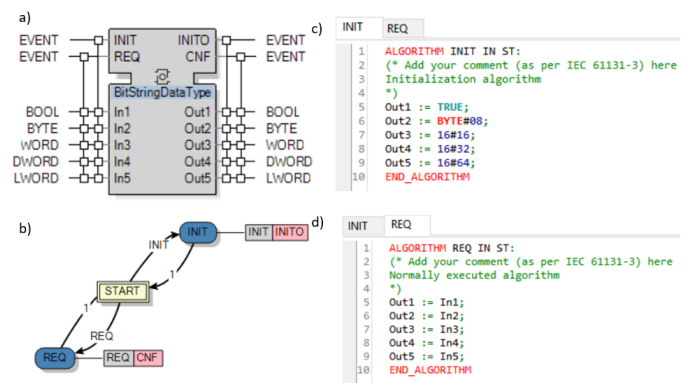 a)
EVENT INIT INITO EVENT
EVENT REQ CNF EVENT
BitStringDataType
BOOL In1 Out1 BOOL
BYTE In2 Out2 BYTE
WORD In3 Out3 WORD
DWORD In4 Out4 DWORD
LWORD In5 Out5 LWORD
b)
INIT INIT INITO
INIT
1
START
1
REQ
REQ REQ CNF
c)
INIT REQ
1 ALGORITHM INIT IN ST:
2 (* Add your comment (as per IEC 61131-3) here
3 Initialization algorithm
4 *)
5 Out1 := TRUE;
6 Out2 := BYTE#08;
7 Out3 := 16#16;
8 Out4 := 16#32;
9 Out5 := 16#64;
10 END_ALGORITHM
d)
INIT REQ
1 ALGORITHM REQ IN ST:
2 (* Add your comment (as per IEC 61131-3) here
3 Normally executed algorithm
4 *)
5 Out1 := In1;
6 Out2 := In2;
7 Out3 := In3;
8 Out4 := In4;
9 Out5 := In5;
10 END_ALGORITHM